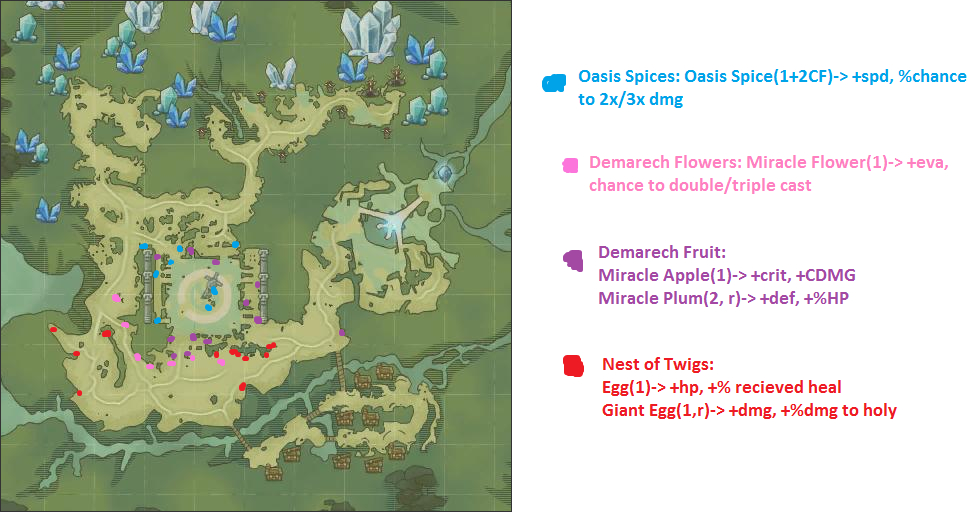 Oasis Spices: Oasis Spice(1+2CF)-> +spd, %chance
to 2x/3x dmg
Demarech Flowers: Miracle Flower(1)-> +eva,
chance to double/triple cast
Demarech Fruit:
Miracle Apple(1)-> +crit, +CDMG
Miracle Plum(2, r)-> +def, +%HP
Nest of Twigs:
Egg(1)-> +hp, +% recieved heal
Giant Egg(1,r)-> +dmg, +%dmg to holy